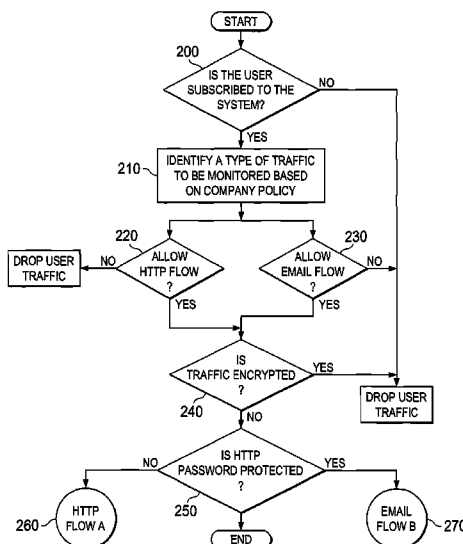 START
200
IS THE USER
SUBSCRIBED TO THE
SYSTEM?
NO
YES
210
IDENTIFY A TYPE OF TRAFFIC
TO BE MONITORED BASED
ON COMPANY POLICY
220
230
DROP USER
TRAFFIC
NO
ALLOW
HTTP FLOW
?
ALLOW
EMAIL FLOW
?
NO
YES
YES
IS
TRAFFIC ENCRYPTED
?
YES
240
NO
DROP USER
TRAFFIC
IS HTTP
PASSWORD PROTECTED
?
NO
YES
250
260
HTTP
FLOW A
EMAIL
FLOW B
270
END